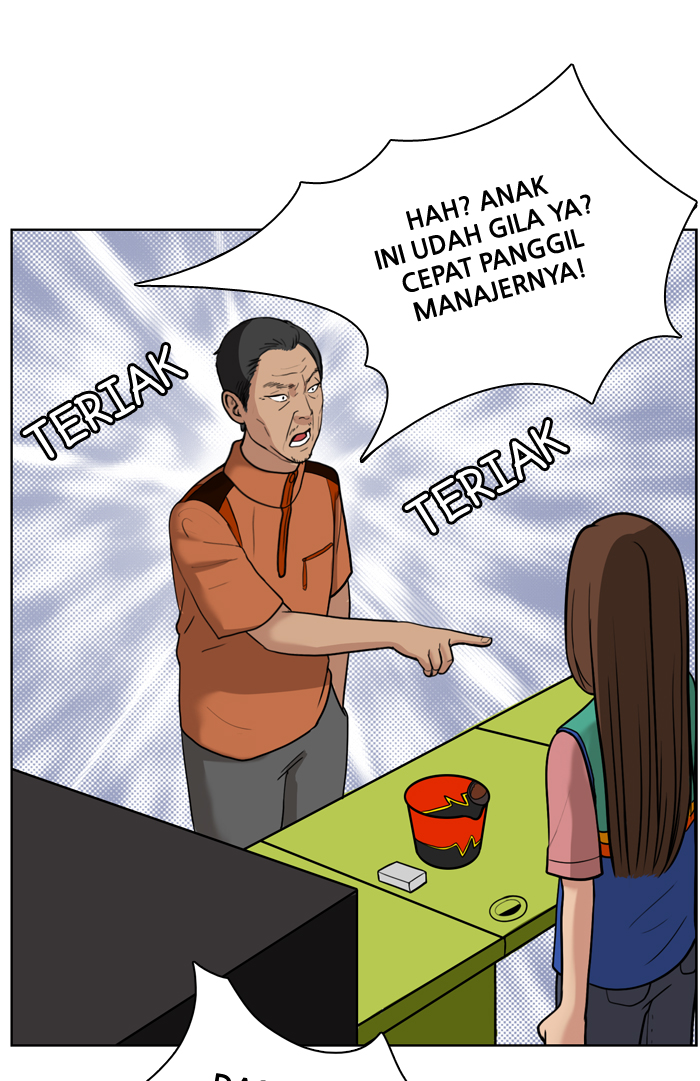 HAH? ANAK
INI UDAH GILA YA?
CEPAT PANGGIL
MANAJERNYA!
TERIAK
TERIAK